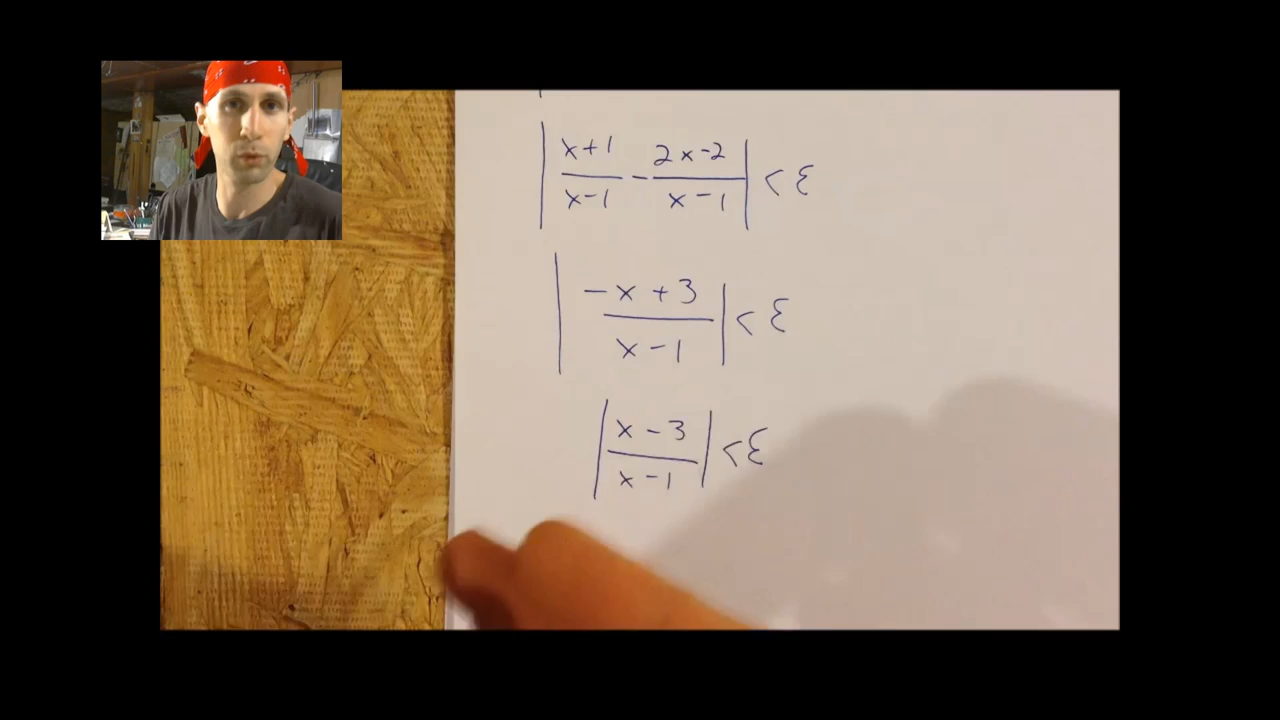 |x+1/x-1 - 2x-2/x-1| < ε
|-x+3/x-1| < ε
|x-3/x-1| < ε